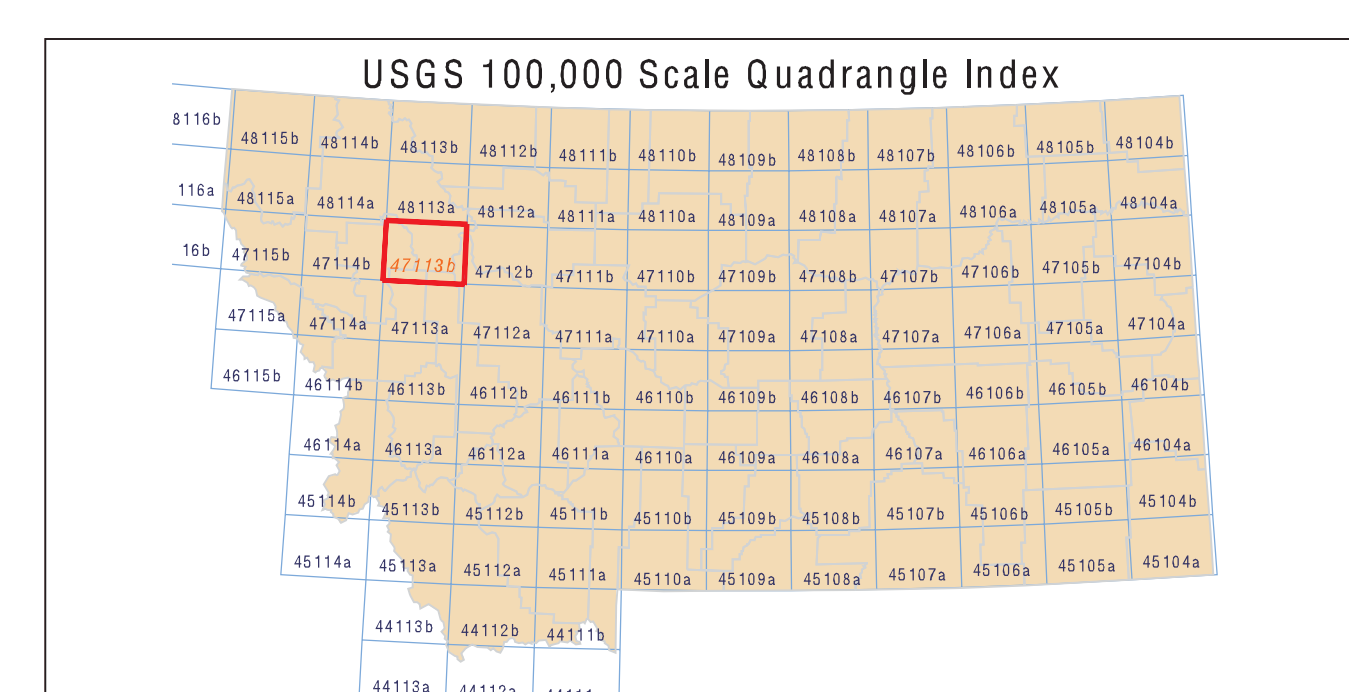 USGS 100,000 Scale Quadrangle Index
8116b 48115b 48114b 48113b 48112b 48111b 48110b 48109b 48108b 48107b 48106b 48105b 48104b
116a 48115a 48114a 48113a 48112a 48111a 48110a 48109a 48108a 48107a 48106a 48105a 48104a
16b 47115b 47114b 47113b 47112b 47111b 47110b 47109b 47108b 47107b 47106b 47105b 47104b
47115a 47114a 47113a 47112a 47111a 47110a 47109a 47108a 47107a 47106a 47105a 47104a
46115b 46114b 46113b 46112b 46111b 46110b 46109b 46108b 46107b 46106b 46105b 46104b
46114a 46113a 46112a 46111a 46110a 46109a 46108a 46107a 46106a 46105a 46104a
45114b 45113b 45112b 45111b 45110b 45109b 45108b 45107b 45106b 45105b 45104b
45114a 45113a 45112a 45111a 45110a 45109a 45108a 45107a 45106a 45105a 45104a
44113b 44112b 44111b
44113a 44112a